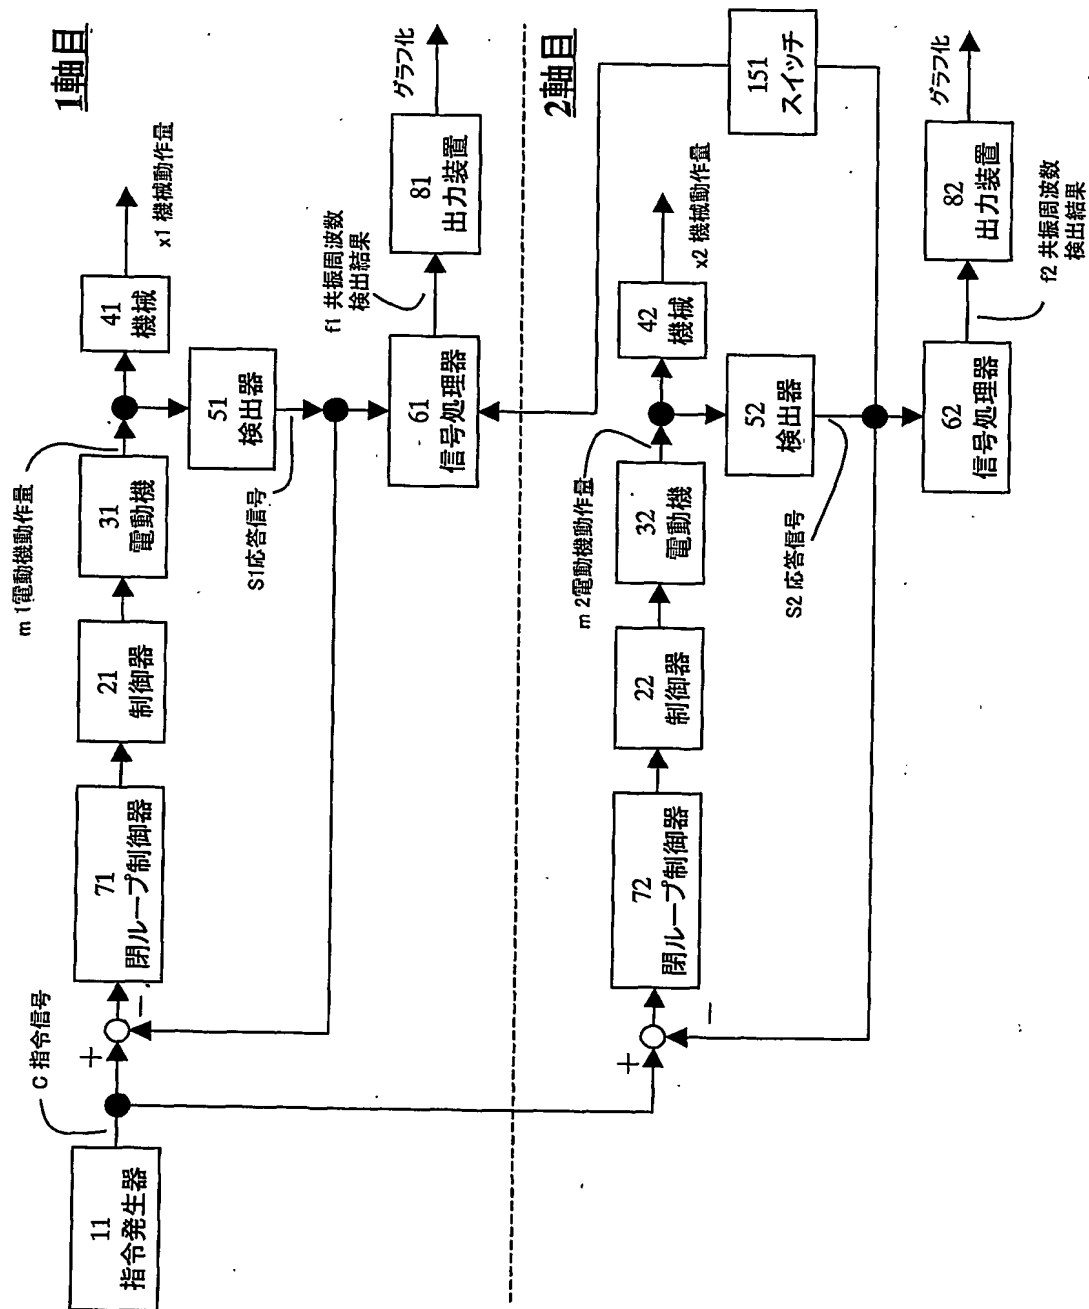 1軸目
11
指令発生器
C 指令信号
+
−
71
閉ループ制御器
21
制御器
31
電動機
m 1電動機動作量
41
機械
x1 機械動作量
51
検出器
S1応答信号
61
信号処理器
f1 共振周波数
検出結果
81
出力装置
グラフ化
2軸目
+
−
72
閉ループ制御器
22
制御器
32
電動機
m 2電動機動作量
42
機械
x2 機械動作量
52
検出器
S2 応答信号
151
スイッチ
62
信号処理器
f2 共振周波数
検出結果
82
出力装置
グラフ化